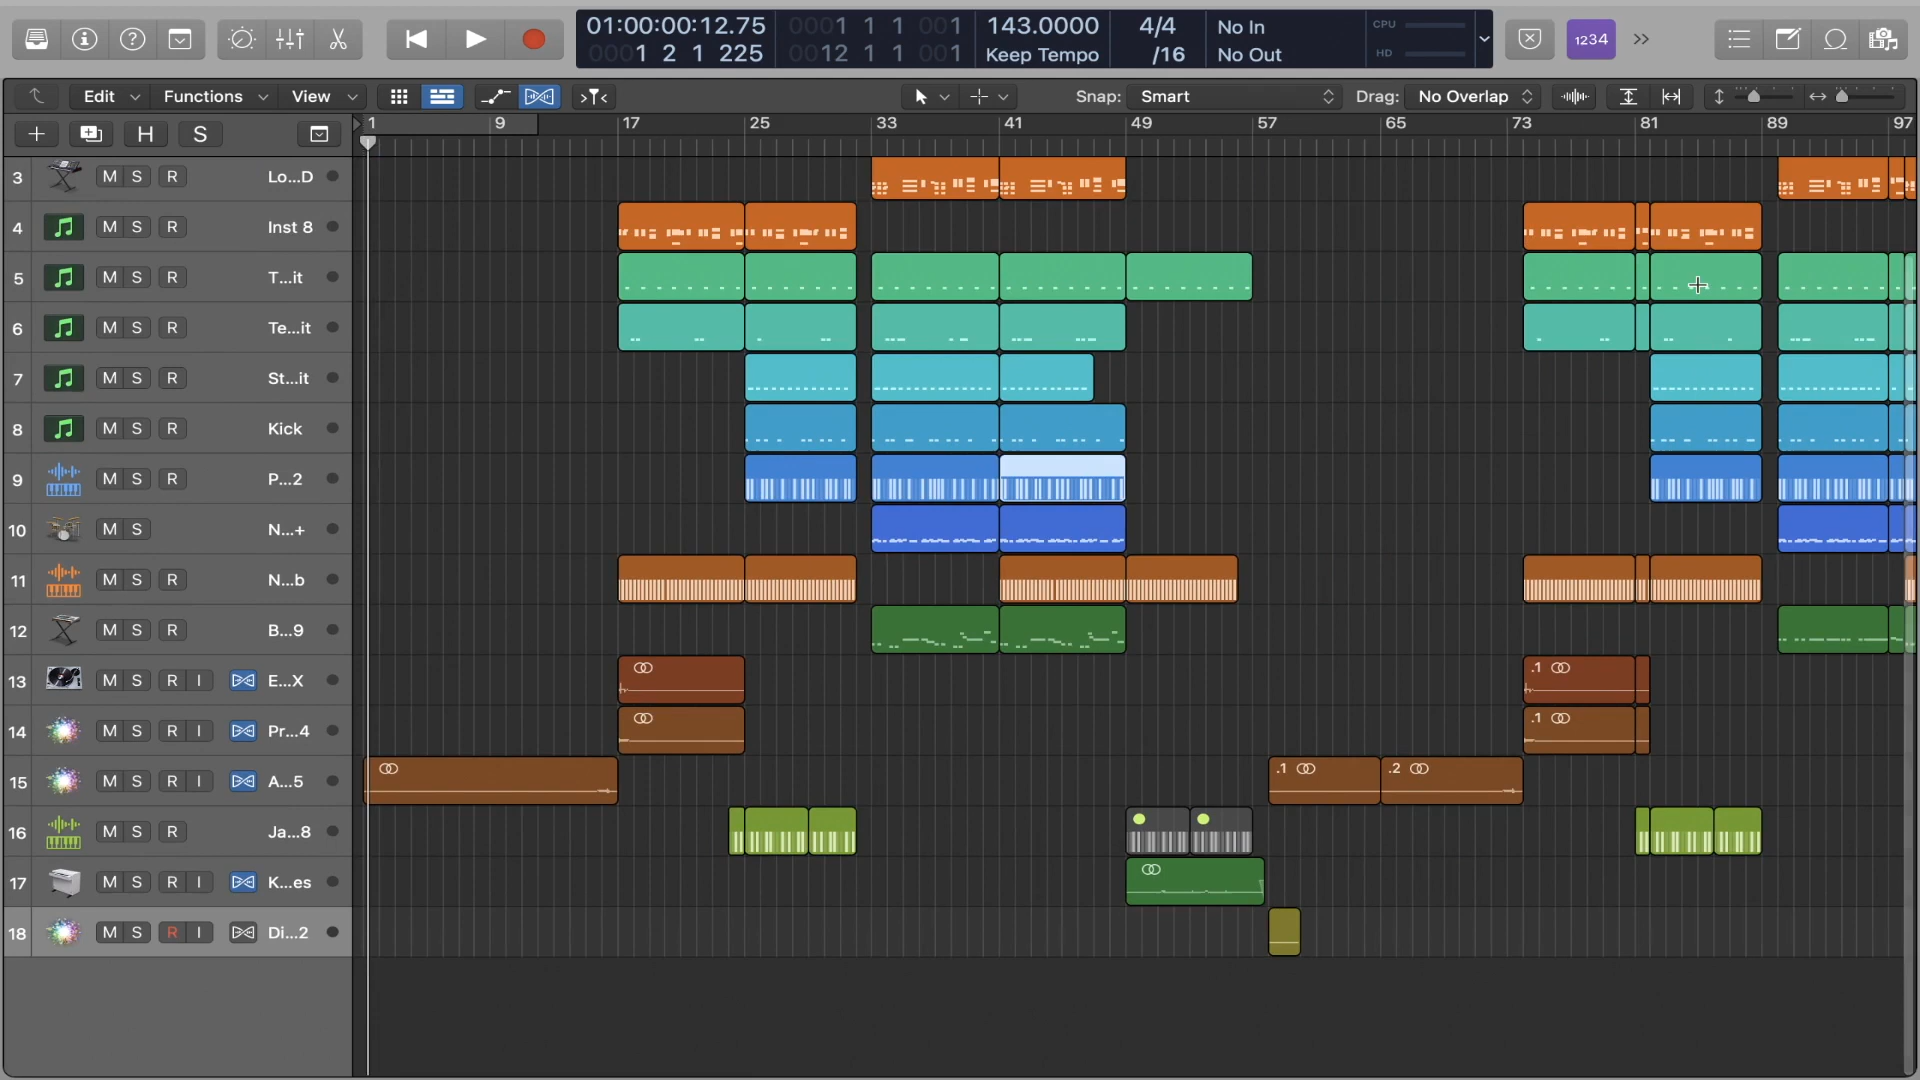 01:00:00:12.75 0001 1 1 001 143.0000 4/4 No In CPU
0001 2 1 225 0012 1 1 001 Keep Tempo /16 No Out HD
1234
Edit Functions View Snap: Smart Drag: No Overlap
H S
1 9 17 25 33 41 49 57 65 73 81 89 97
3 M S R Lo...D
4 M S R Inst 8
5 M S R T...it
6 M S R Te...it
7 M S R St...it
8 M S R Kick
9 M S R P...2
10 M S N...+
11 M S R N...b
12 M S R B...9
13 M S R I E...X .1
14 M S R I Pr...4 .1
15 M S R I A...5 .1 .2
16 M S R Ja...8
17 M S R I K...es
18 M S R I Di...2